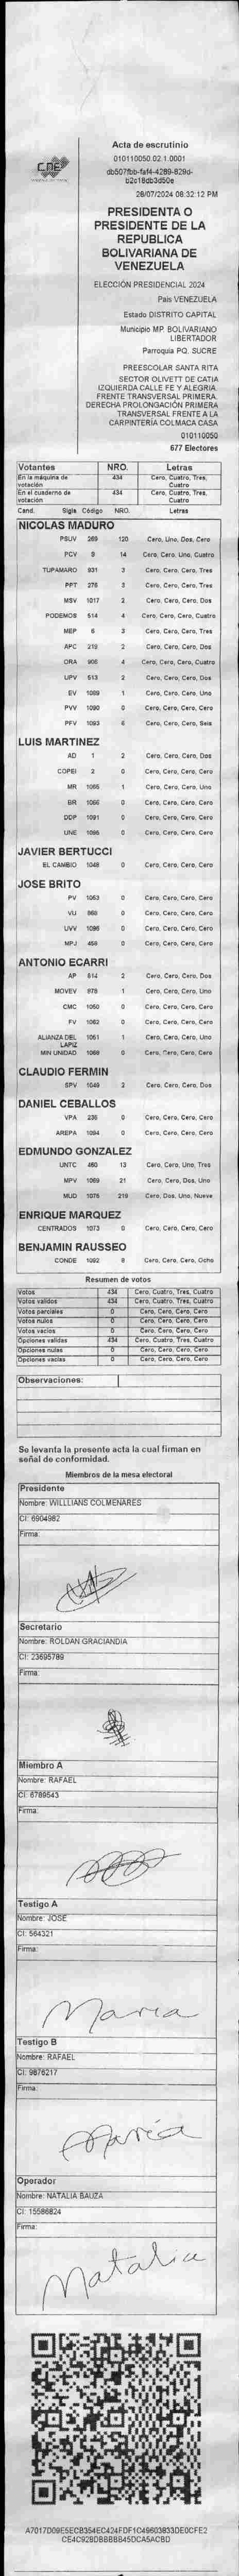 CNE
Acta de escrutinio
010110050.02.1.0001
db507fbb-faf4-4289-829d-
b2c18db3d50e
28/07/2024 08:32:12 PM
PRESIDENTA O
PRESIDENTE DE LA
REPUBLICA
BOLIVARIANA DE
VENEZUELA
ELECCIÓN PRESIDENCIAL 2024
País VENEZUELA
Estado DISTRITO CAPITAL
Municipio MP. BOLIVARIANO
LIBERTADOR
Parroquia PQ. SUCRE
PREESCOLAR SANTA RITA
SECTOR OLIVETT DE CATIA
IZQUIERDA CALLE FE Y ALEGRIA.
FRENTE TRANSVERSAL PRIMERA.
DERECHA PROLONGACIÓN PRIMERA
TRANSVERSAL FRENTE A LA
CARPINTERÍA COLMACA CASA
010110050
677 Electores
Votantes NRO. Letras
En la máquina de votación 434 Cero, Cuatro, Tres, Cuatro
En el cuaderno de votación 434 Cero, Cuatro, Tres, Cuatro
Cand. Sigla Código NRO. Letras
NICOLAS MADURO
PSUV 269 120 Cero, Uno, Dos, Cero
PCV 9 14 Cero, Cero, Uno, Cuatro
TUPAMARO 931 3 Cero, Cero, Cero, Tres
PPT 276 3 Cero, Cero, Cero, Tres
MSV 1017 2 Cero, Cero, Cero, Dos
PODEMOS 514 4 Cero, Cero, Cero, Cuatro
MEP 6 3 Cero, Cero, Cero, Tres
APC 219 2 Cero, Cero, Cero, Dos
ORA 906 4 Cero, Cero, Cero, Cuatro
UPV 513 2 Cero, Cero, Cero, Dos
EV 1089 1 Cero, Cero, Cero, Uno
PVV 1090 0 Cero, Cero, Cero, Cero
PFV 1093 6 Cero, Cero, Cero, Seis
LUIS MARTINEZ
AD 1 2 Cero, Cero, Cero, Dos
COPEI 2 0 Cero, Cero, Cero, Cero
MR 1065 1 Cero, Cero, Cero, Uno
BR 1066 0 Cero, Cero, Cero, Cero
DDP 1091 0 Cero, Cero, Cero, Cero
UNE 1095 0 Cero, Cero, Cero, Cero
JAVIER BERTUCCI
EL CAMBIO 1048 0 Cero, Cero, Cero, Cero
JOSE BRITO
PV 1053 0 Cero, Cero, Cero, Cero
VU 868 0 Cero, Cero, Cero, Cero
UVV 1096 0 Cero, Cero, Cero, Cero
MPJ 458 0 Cero, Cero, Cero, Cero
ANTONIO ECARRI
AP 814 2 Cero, Cero, Cero, Dos
MOVEV 978 1 Cero, Cero, Cero, Uno
CMC 1050 0 Cero, Cero, Cero, Cero
FV 1062 0 Cero, Cero, Cero, Cero
ALIANZA DEL LAPIZ 1051 1 Cero, Cero, Cero, Uno
MIN UNIDAD 1088 0 Cero, Cero, Cero, Cero
CLAUDIO FERMIN
SPV 1049 2 Cero, Cero, Cero, Dos
DANIEL CEBALLOS
VPA 236 0 Cero, Cero, Cero, Cero
AREPA 1094 0 Cero, Cero, Cero, Cero
EDMUNDO GONZALEZ
UNTC 460 13 Cero, Cero, Uno, Tres
MPV 1069 21 Cero, Cero, Dos, Uno
MUD 1076 219 Cero, Dos, Uno, Nueve
ENRIQUE MARQUEZ
CENTRADOS 1073 0 Cero, Cero, Cero, Cero
BENJAMIN RAUSSEO
CONDE 1092 8 Cero, Cero, Cero, Ocho
Resumen de votos
Votos 434 Cero, Cuatro, Tres, Cuatro
Votos validos 434 Cero, Cuatro, Tres, Cuatro
Votos parciales 0 Cero, Cero, Cero, Cero
Votos nulos 0 Cero, Cero, Cero, Cero
Votos vacios 0 Cero, Cero, Cero, Cero
Opciones validas 434 Cero, Cuatro, Tres, Cuatro
Opciones nulas 0 Cero, Cero, Cero, Cero
Opciones vacias 0 Cero, Cero, Cero, Cero
Observaciones:
Se levanta la presente acta la cual firman en
señal de conformidad.
Miembros de la mesa electoral
Presidente
Nombre: WILLLIANS COLMENARES
CI: 6904982
Firma:
Secretario
Nombre: ROLDAN GRACIANDIA
CI: 23695789
Firma:
Miembro A
Nombre: RAFAEL
CI: 6789543
Firma:
Testigo A
Nombre: JOSE
CI: 564321
Firma:
Maria
Testigo B
Nombre: RAFAEL
CI: 9876217
Firma:
María
Operador
Nombre: NATALIA BAUZA
CI: 15586824
Firma:
Natalia
A7017D09E5ECB354EC424FDF1C49603833DE0CFE2
CE4C928DBBBBB45DCA5ACBD